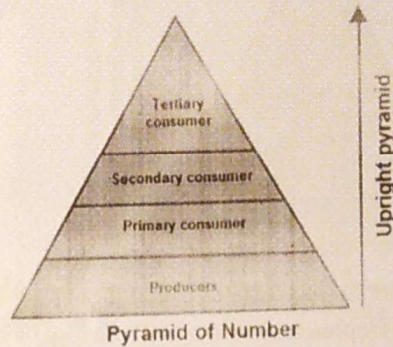 Tertiary
consumer
Secondary consumer
Primary consumer
Producers
Upright pyramid
Pyramid of Number